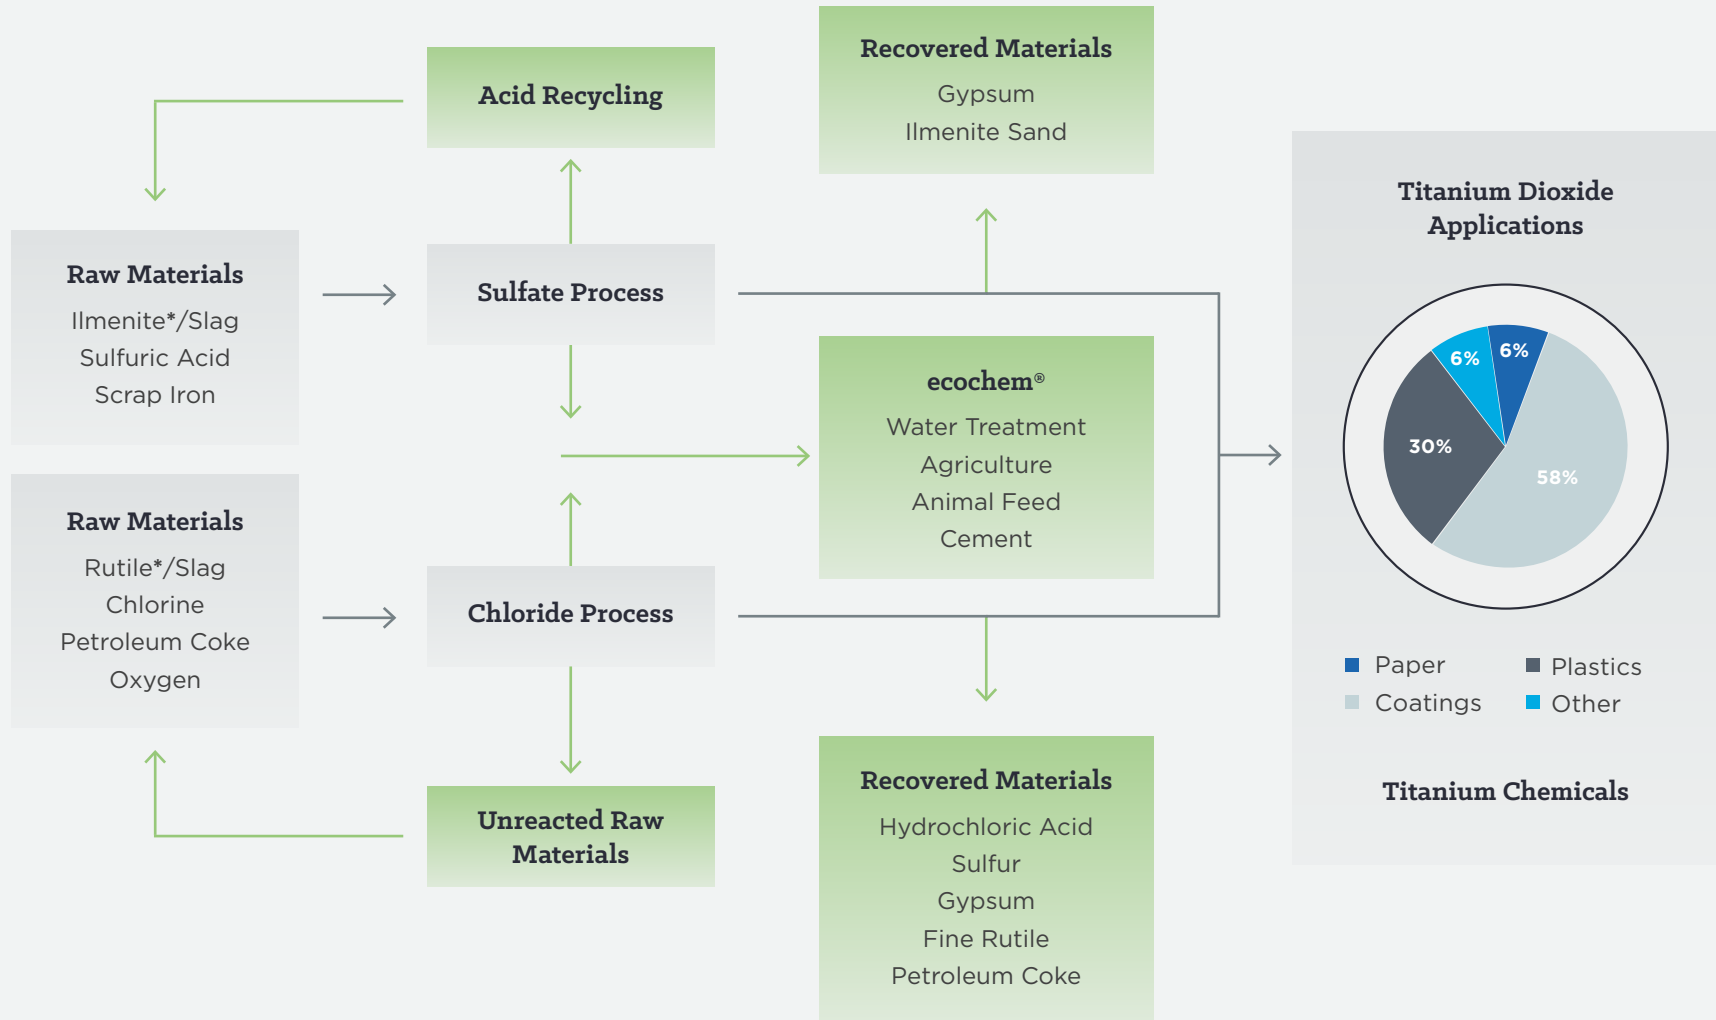 Acid Recycling
Recovered Materials
Gypsum
Ilmenite Sand
Raw Materials
Ilmenite*/Slag
Sulfuric Acid
Scrap Iron
Sulfate Process
Raw Materials
Rutile*/Slag
Chlorine
Petroleum Coke
Oxygen
Chloride Process
Unreacted Raw
Materials
ecochem®
Water Treatment
Agriculture
Animal Feed
Cement
Recovered Materials
Hydrochloric Acid
Sulfur
Gypsum
Fine Rutile
Petroleum Coke
Titanium Dioxide
Applications
6%
6%
30%
58%
Paper
Plastics
Coatings
Other
Titanium Chemicals